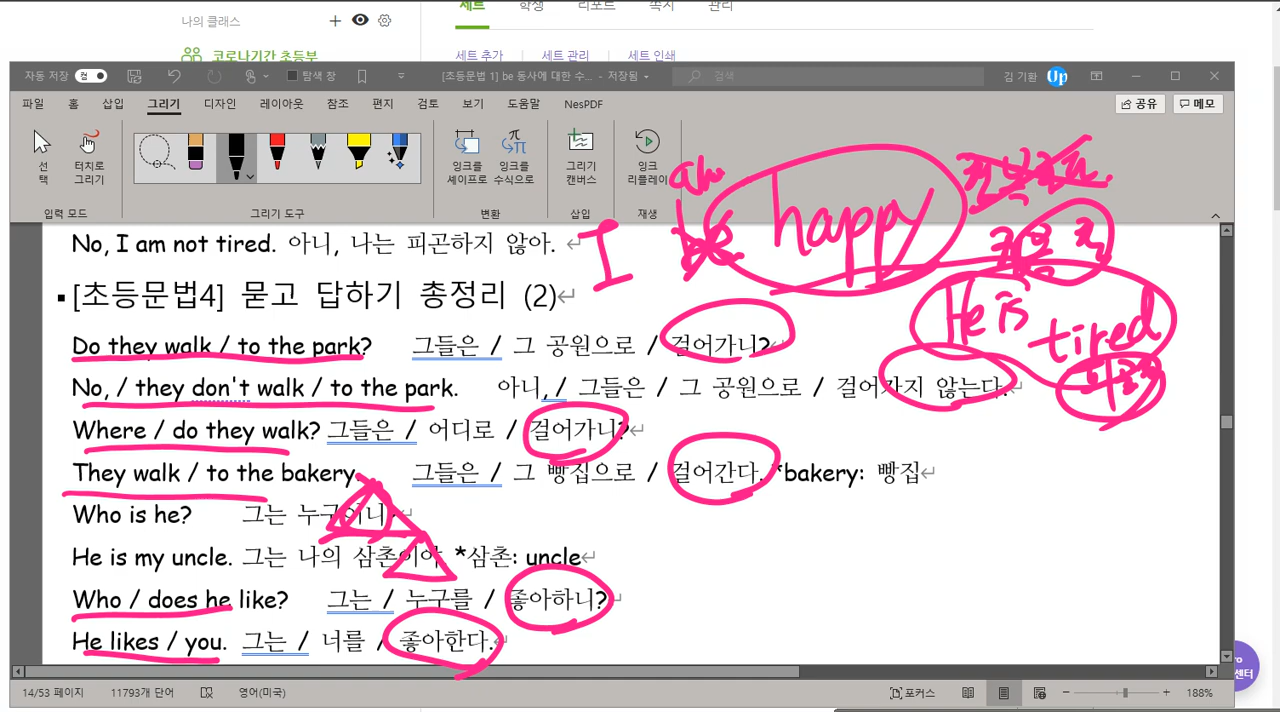 나의 클래스
세트 학생 리포트 쪽지 관리
코로나기간 초등부
세트 추가 세트 관리 세트 인쇄
자동 저장 켬 탐색 창 [초등문법 1] be 동사에 대한 수... - 저장됨 검색 김 기환 Up
파일 홈 삽입 그리기 디자인 레이아웃 참조 편지 검토 보기 도움말 NesPDF 공유 메모
선택
터치로 그리기
잉크를 셰이프로
잉크를 수식으로
그리기 캔버스
잉크 리플레이
입력 모드 그리기 도구 변환 삽입 재생
I be happy
He is tired
No, I am not tired. 아니, 나는 피곤하지 않아.
[초등문법4] 묻고 답하기 총정리 (2)
Do they walk / to the park? 그들은 / 그 공원으로 / 걸어가니?
No, / they don't walk / to the park. 아니, / 그들은 / 그 공원으로 / 걸어가지 않는다.
Where / do they walk? 그들은 / 어디로 / 걸어가니?
They walk / to the bakery. 그들은 / 그 빵집으로 / 걸어간다. *bakery: 빵집
Who is he? 그는 누구이니?
He is my uncle. 그는 나의 삼촌이야. *삼촌: uncle
Who / does he like? 그는 / 누구를 / 좋아하니?
He likes / you. 그는 / 너를 / 좋아한다.
센터
14/53 페이지 11793개 단어 영어(미국) 포커스 188%